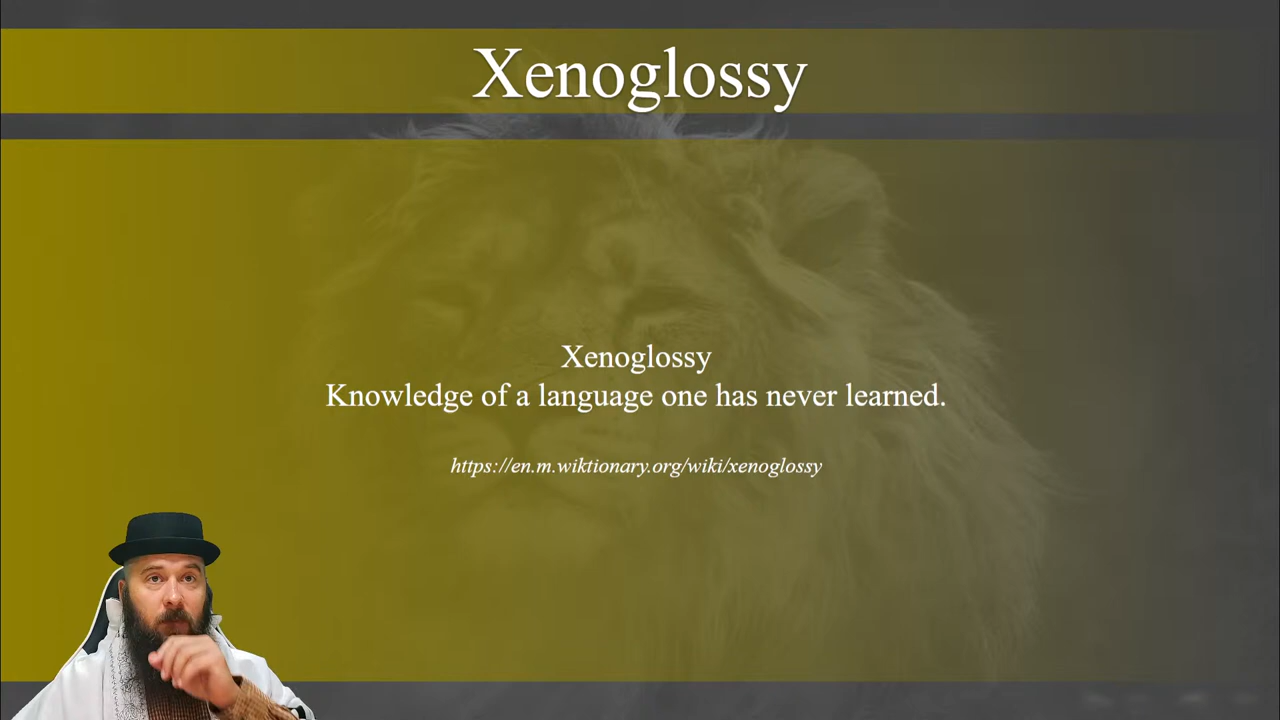 Xenoglossy
Xenoglossy
Knowledge of a language one has never learned.
https://en.m.wiktionary.org/wiki/xenoglossy